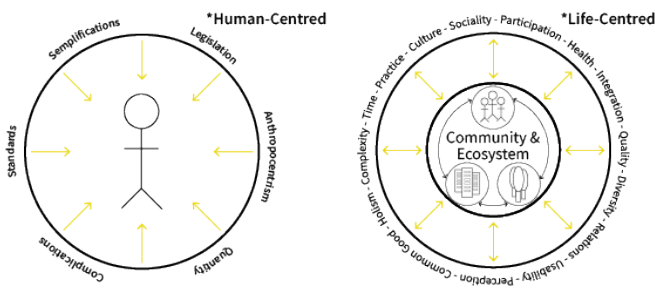 *Human-Centred
Semplifications
Legislation
Anthropocentrism
Quantity
Complications
Standards
*Life-Centred
Common Good - Holism - Complexity - Time - Practice - Culture - Sociality - Participation - Health - Integration - Quality - Diversity - Relations - Usability - Perception -
Community &
Ecosystem